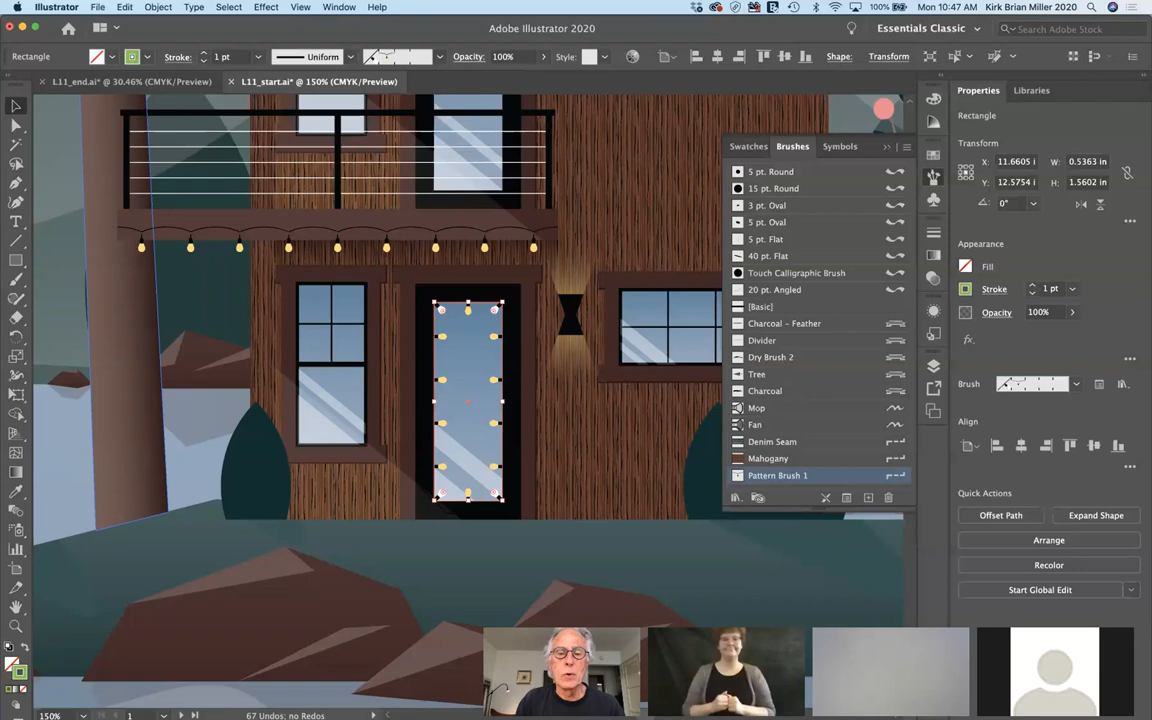 Illustrator File Edit Object Type Select Effect View Window Help 100% Mon 10:47 AM Kirk Brian Miller 2020
Adobe Illustrator 2020 Essentials Classic Search Adobe Stock
Rectangle Stroke: 1 pt Uniform Opacity: 100% Style: Shape: Transform
L11_end.ai* @ 30.46% (CMYK/Preview) L11_start.ai* @ 150% (CMYK/Preview)
Properties Libraries
Rectangle
Transform
X: 11.6605 i W: 0.5363 in
Y: 12.5754 i H: 1.5602 in
0°
Appearance
Fill
Stroke 1 pt
Opacity 100%
fx.
Brush
Align
Quick Actions
Offset Path Expand Shape
Arrange
Recolor
Start Global Edit
Swatches Brushes Symbols
5 pt. Round
15 pt. Round
3 pt. Oval
5 pt. Oval
5 pt. Flat
40 pt. Flat
Touch Calligraphic Brush
20 pt. Angled
[Basic]
Charcoal - Feather
Divider
Dry Brush 2
Tree
Charcoal
Mop
Fan
Denim Seam
Mahogany
Pattern Brush 1
150% 1 67 Undos; no Redos